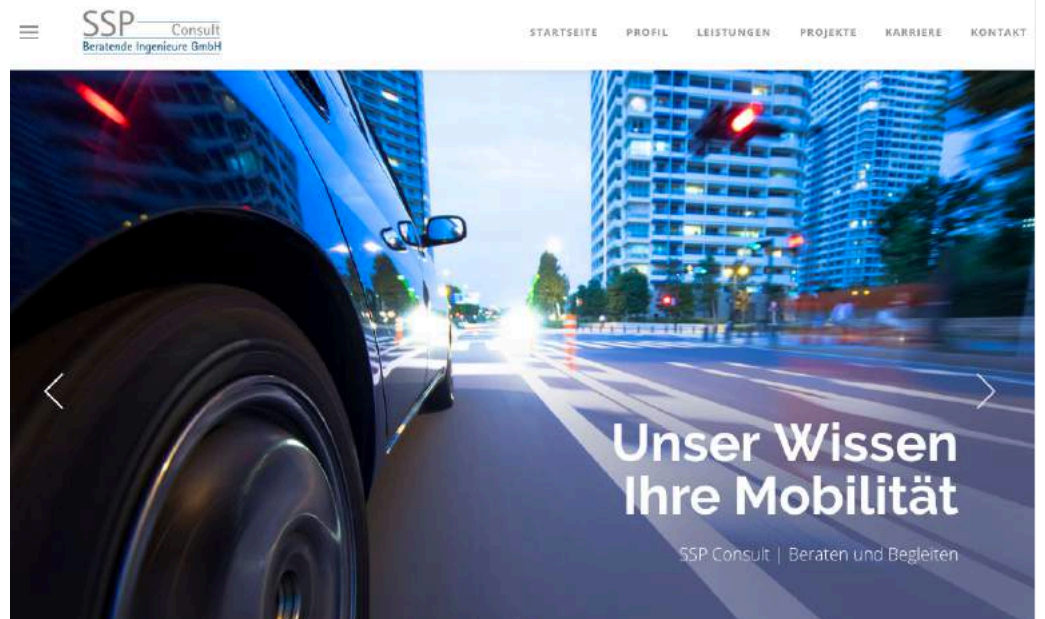 SSP Consult
Beratende Ingenieure GmbH
STARTSEITE PROFIL LEISTUNGEN PROJEKTE KARRIERE KONTAKT
Unser Wissen
Ihre Mobilität
SSP Consult | Beraten und Begleiten